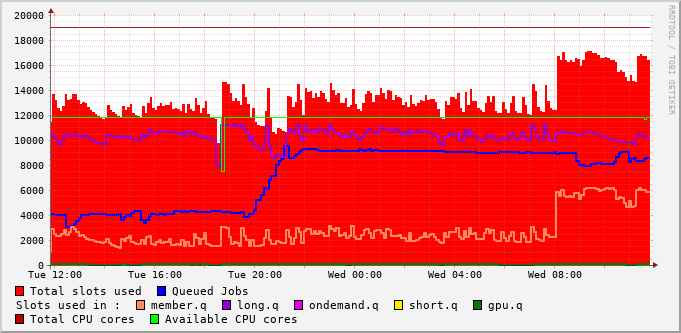 20000
18000
16000
14000
12000
10000
8000
6000
4000
2000
0
Tue 12:00 Tue 16:00 Tue 20:00 Wed 00:00 Wed 04:00 Wed 08:00
Total slots used Queued Jobs
Slots used in : member.q long.q ondemand.q short.q gpu.q
Total CPU cores Available CPU cores
RRDTOOL / TOBI OETIKER